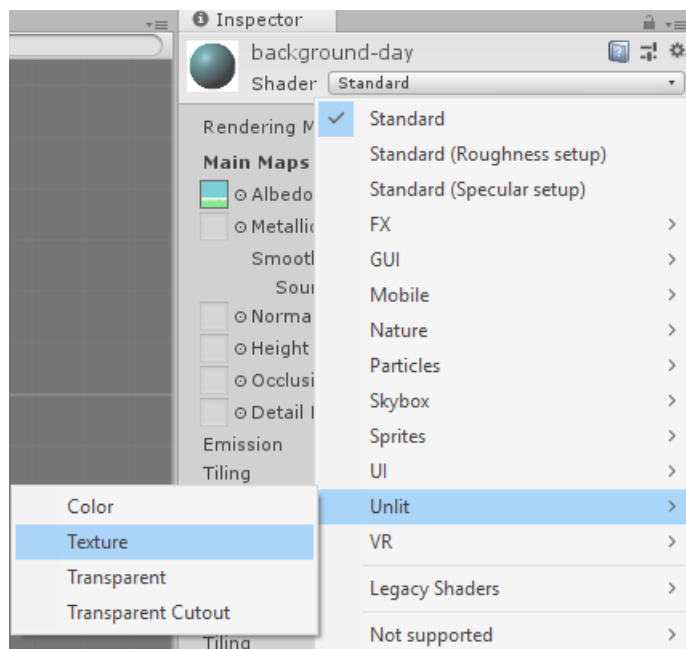 Inspector
background-day
Shader Standard
Rendering M
Main Maps
Albedo
Metallic
Smooth
Sour
Norma
Height
Occlusi
Detail
Emission
Tiling
Tiling
Standard
Standard (Roughness setup)
Standard (Specular setup)
FX
GUI
Mobile
Nature
Particles
Skybox
Sprites
UI
Unlit
VR
Legacy Shaders
Not supported
Color
Texture
Transparent
Transparent Cutout